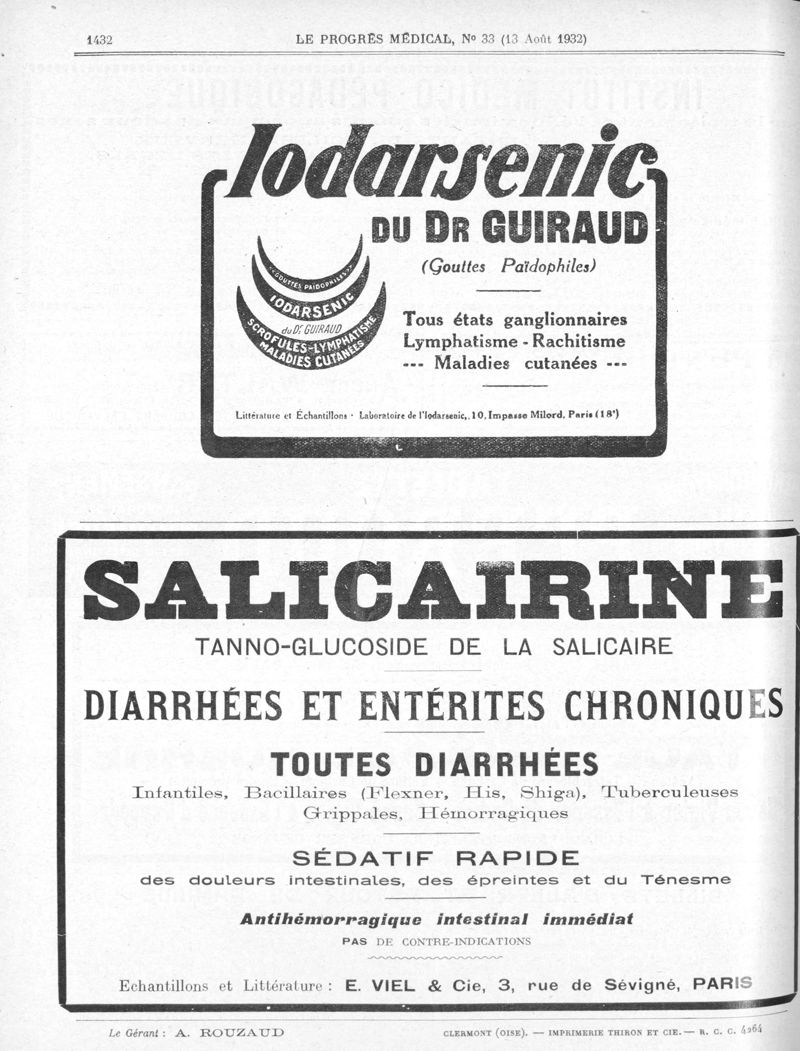 1432
LE PROGRÈS MÉDICAL, No 33 (13 Août 1932)
Iodarsenic
DU DR GUIRAUD
(Gouttes Païdophiles)
GOUTTES PAIDOPHILES
IODARSENIC
du Dr. GUIRAUD
SCROFULES-LYMPHATISME
MALADIES CUTANÉES
Tous états ganglionnaires
Lymphatisme - Rachitisme
--- Maladies cutanées ---
Littérature et Échantillons · Laboratoire de l'Iodarsenic,. 10, Impasse Milord, Paris (18e)
SALICAIRINE
TANNO-GLUCOSIDE DE LA SALICAIRE
DIARRHÉES ET ENTÉRITES CHRONIQUES
TOUTES DIARRHÉES
Infantiles, Bacillaires (Flexner, His, Shiga), Tuberculeuses
Grippales, Hémorragiques
SÉDATIF RAPIDE
des douleurs intestinales, des épreintes et du Ténesme
Antihémorragique intestinal immédiat
PAS DE CONTRE-INDICATIONS
Echantillons et Littérature : E. VIEL & Cie, 3, rue de Sévigné, PARIS
Le Gérant : A. ROUZAUD
CLERMONT (OISE). — IMPRIMERIE THIRON ET CIE. — R. C. C. 4264